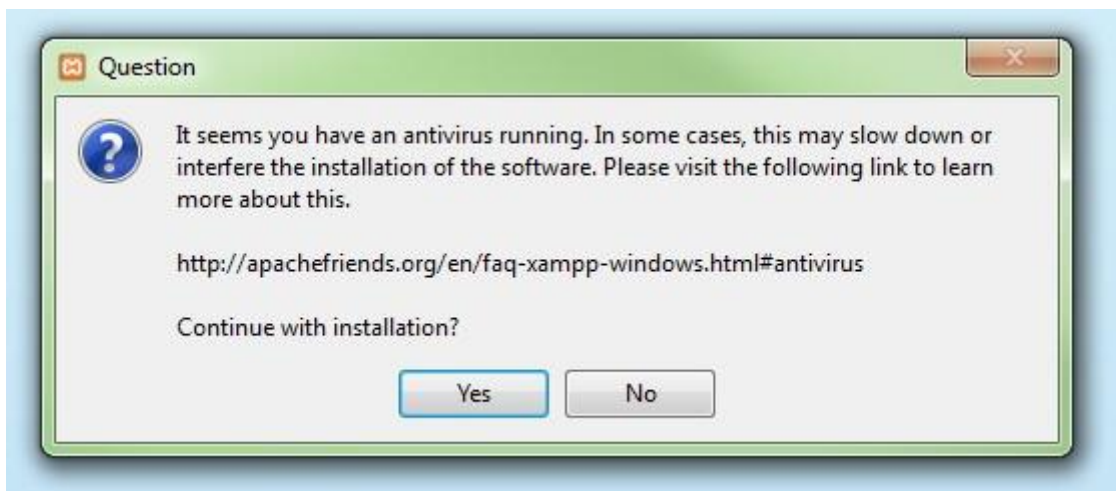 Question
It seems you have an antivirus running. In some cases, this may slow down or
interfere the installation of the software. Please visit the following link to learn
more about this.
http://apachefriends.org/en/faq-xampp-windows.html#antivirus
Continue with installation?
Yes No